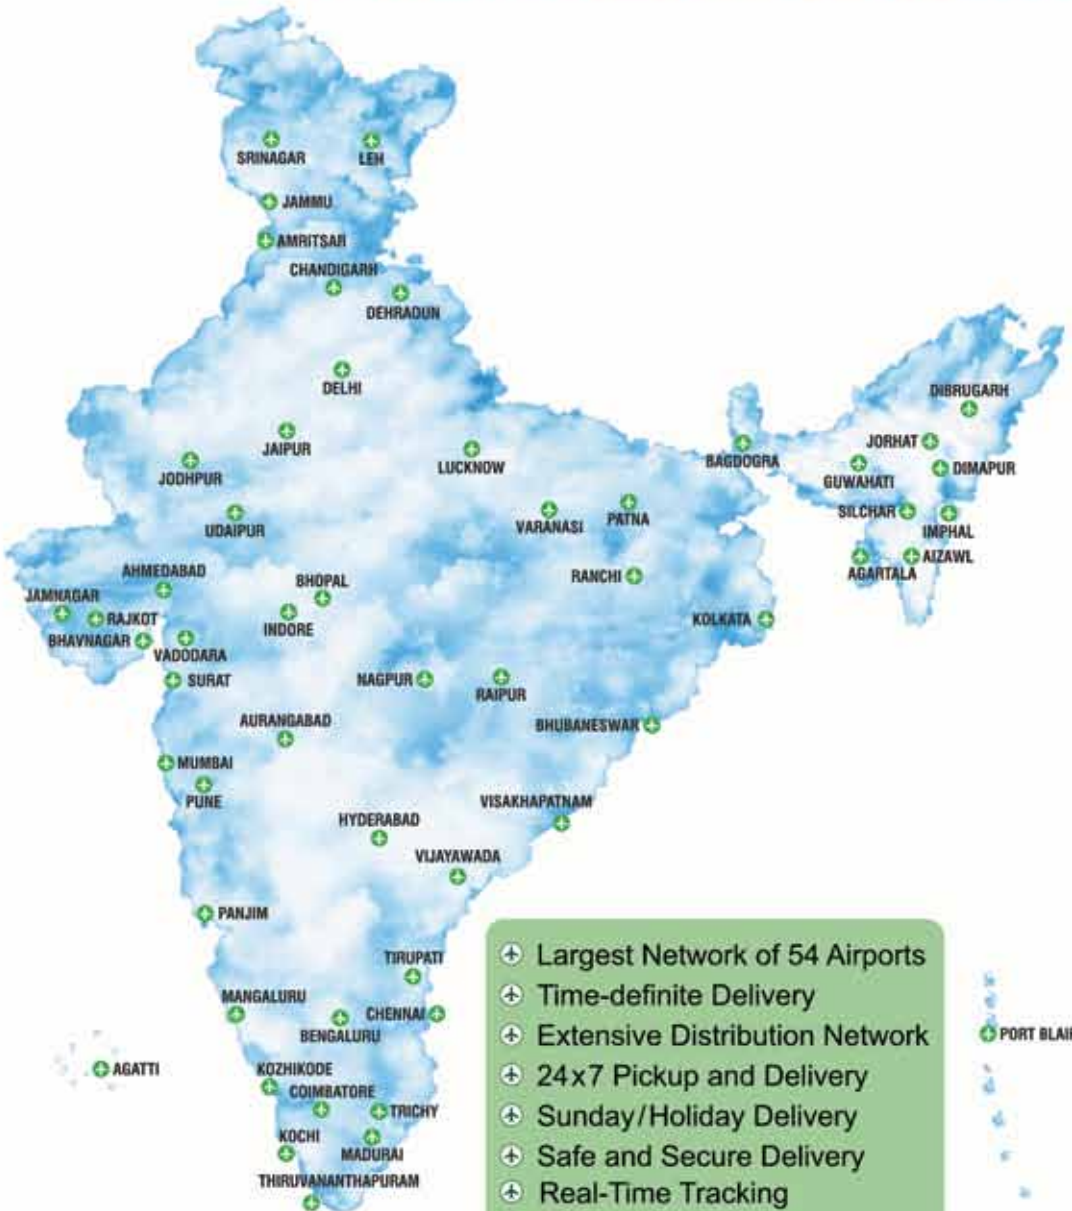 SRINAGAR
LEH
JAMMU
AMRITSAR
CHANDIGARH
DEHRADUN
DELHI
DIBRUGARH
JAIPUR
JORHAT
LUCKNOW
BAGDOGRA
JODHPUR
DIMAPUR
GUWAHATI
SILCHAR
PATNA
VARANASI
UDAIPUR
IMPHAL
AHMEDABAD
BHOPAL
RANCHI
AGARTALA
AIZAWL
JAMNAGAR
RAJKOT
INDORE
KOLKATA
BHAVNAGAR
VADODARA
SURAT
NAGPUR
RAIPUR
AURANGABAD
BHUBANESWAR
MUMBAI
PUNE
VISAKHAPATNAM
HYDERABAD
VIJAYAWADA
PANJIM
TIRUPATI
MANGALURU
CHENNAI
BENGALURU
PORT BLAIR
AGATTI
KOZHIKODE
COIMBATORE
TRICHY
KOCHI
MADURAI
THIRUVANANTHAPURAM
Largest Network of 54 Airports
Time-definite Delivery
Extensive Distribution Network
24x7 Pickup and Delivery
Sunday/Holiday Delivery
Safe and Secure Delivery
Real-Time Tracking